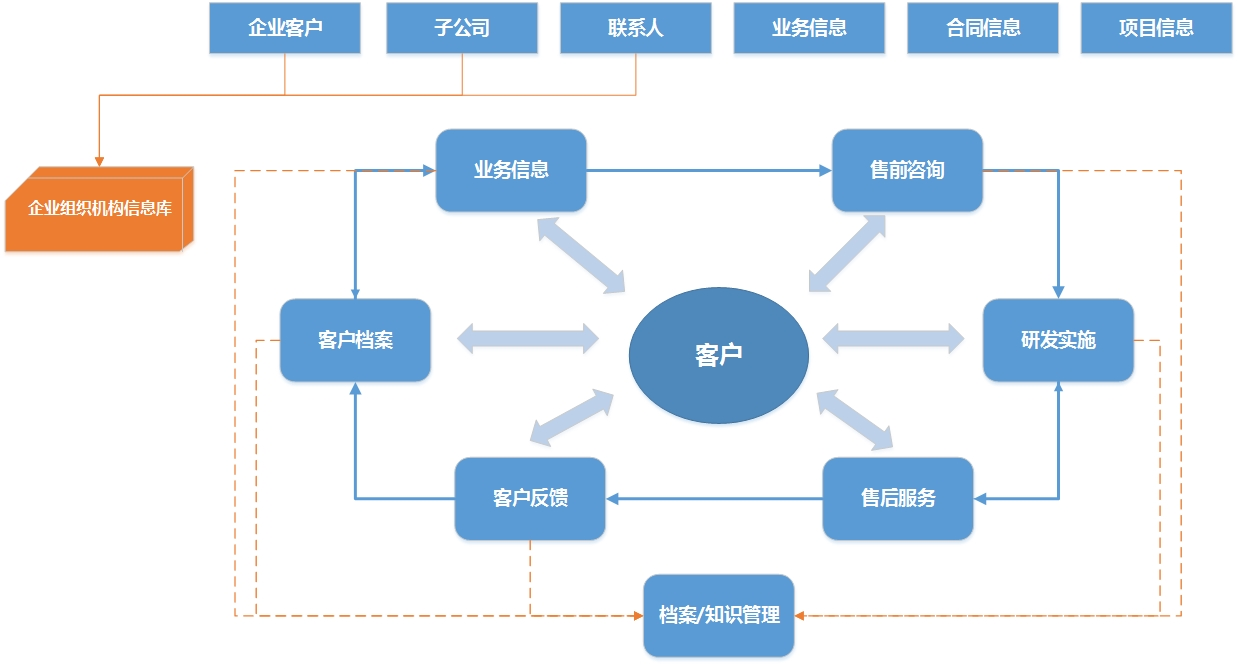 企业客户
子公司
联系人
业务信息
合同信息
项目信息
企业组织机构信息库
业务信息
售前咨询
客户档案
客户
研发实施
客户反馈
售后服务
档案/知识管理